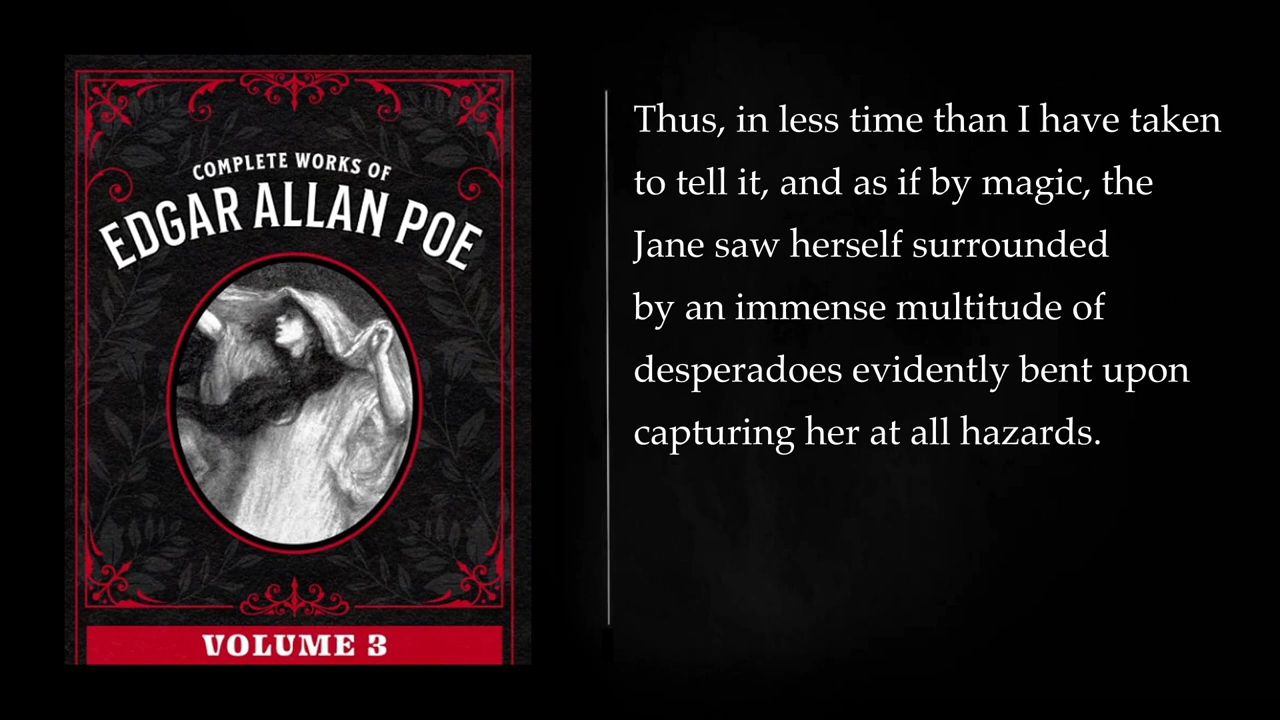 COMPLETE WORKS OF
EDGAR ALLAN POE
VOLUME 3
Thus, in less time than I have taken
to tell it, and as if by magic, the
Jane saw herself surrounded
by an immense multitude of
desperadoes evidently bent upon
capturing her at all hazards.